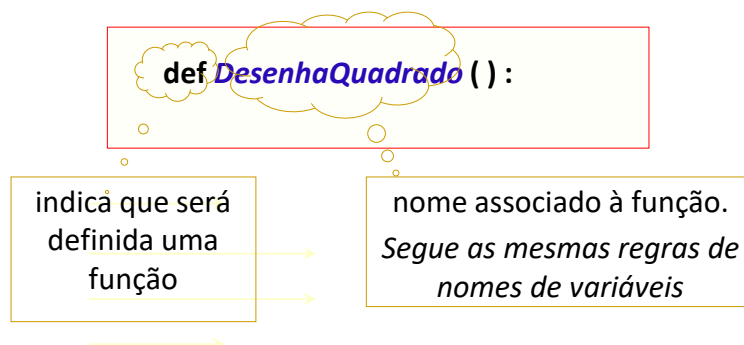 def DesenhaQuadrado ( ) :
indica que será
definida uma
função
nome associado à função.
Segue as mesmas regras de
nomes de variáveis